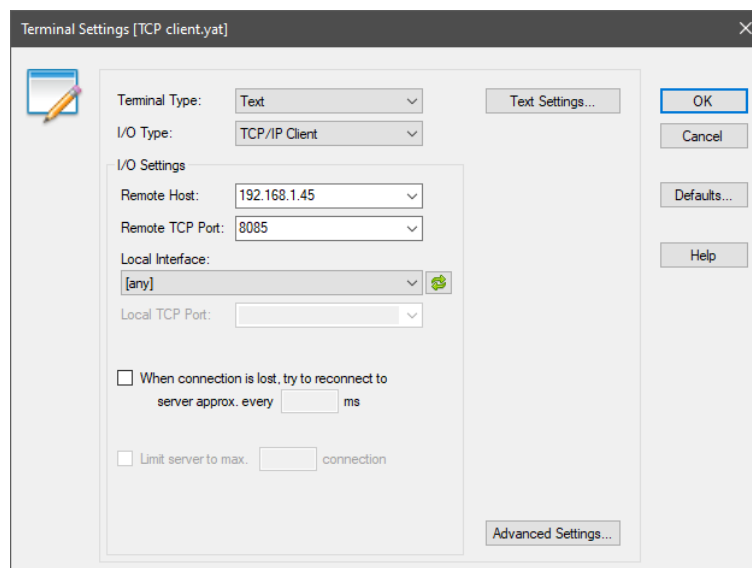 Terminal Settings [TCP client.yat]
Terminal Type: Text Text Settings... OK
I/O Type: TCP/IP Client Cancel
I/O Settings
Remote Host: 192.168.1.45 Defaults...
Remote TCP Port: 8085
Local Interface: Help
[any]
Local TCP Port:
When connection is lost, try to reconnect to
server approx. every ms
Limit server to max. connection
Advanced Settings...